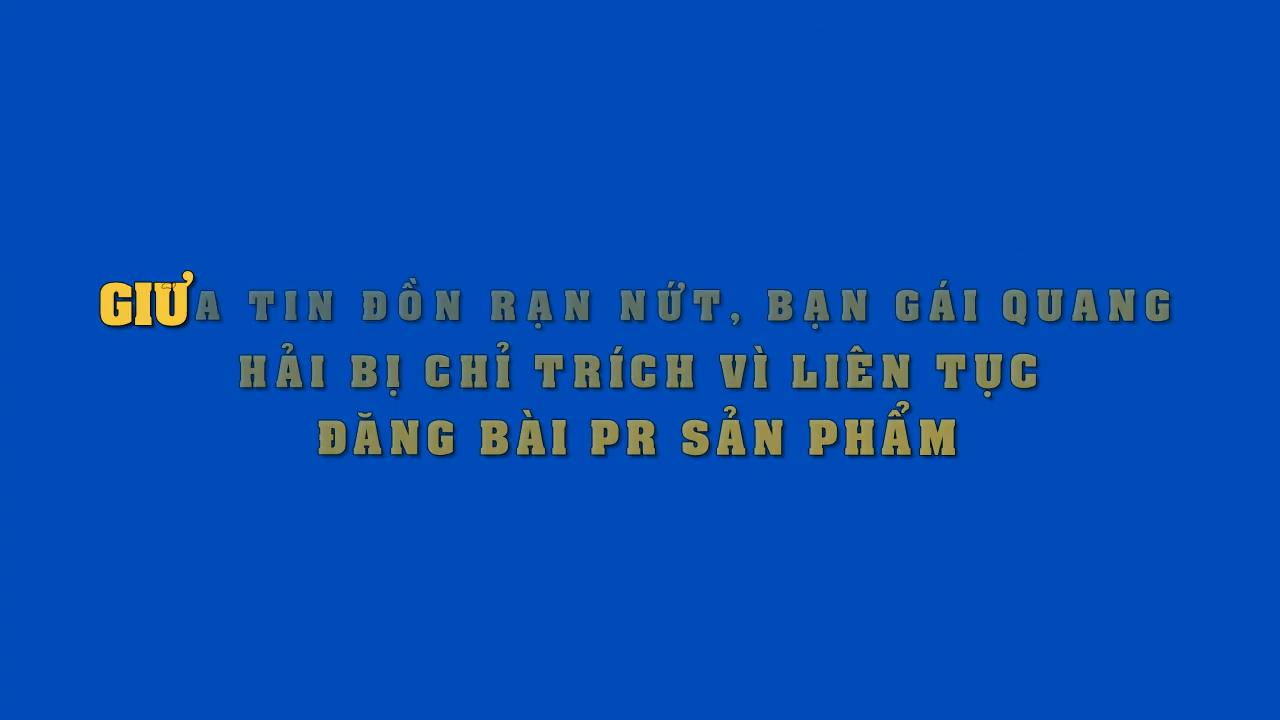 GIỮA TIN ĐỒN RẠN NỨT, BẠN GÁI QUANG
HẢI BỊ CHỈ TRÍCH VÌ LIÊN TỤC
ĐĂNG BÀI PR SẢN PHẨM